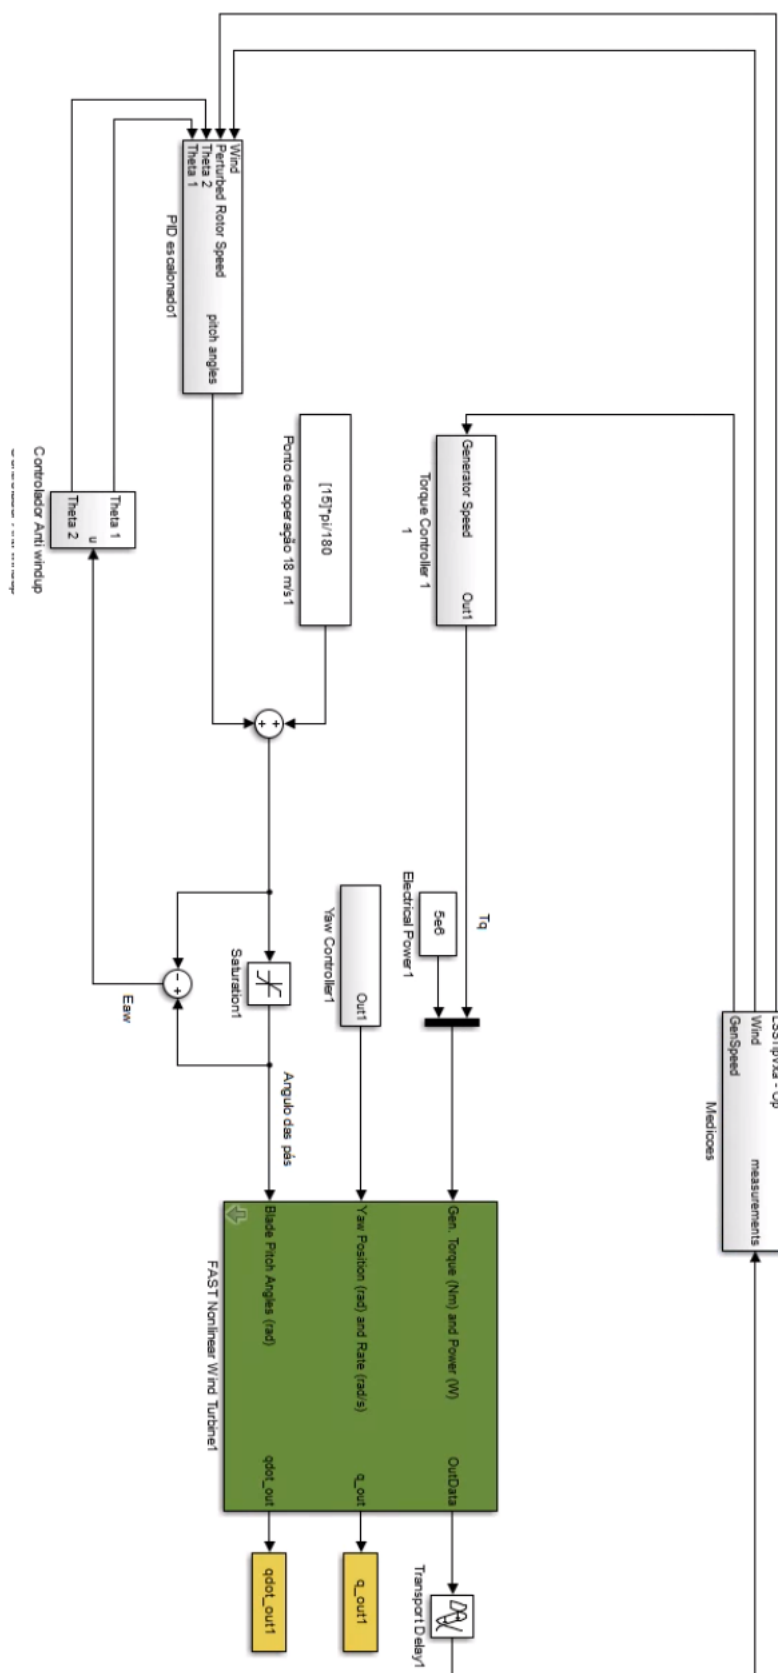 LSSTipVxa - Op
Wind
GenSpeed
measurements
Medicoes
Generator Speed
Out1
Torque Controller 1
1
Tq
5e6
Electrical Power1
[15]*pi/180
Ponto de operação 18 m/s1
Out1
Yaw Controller1
Wind
Perturbed Rotor Speed
Theta 2
Theta 1
pitch angles
PID escalonado1
+
+
Saturation1
Angulo das pás
-
+
Eaw
Theta 1
Theta 2
u
Controlador Anti windup
Gen. Torque (Nm) and Power (W)
Yaw Position (rad) and Rate (rad/s)
Blade Pitch Angles (rad)
OutData
q_out
qdot_out
FAST Nonlinear Wind Turbine1
Transport Delay1
q_out1
qdot_out1